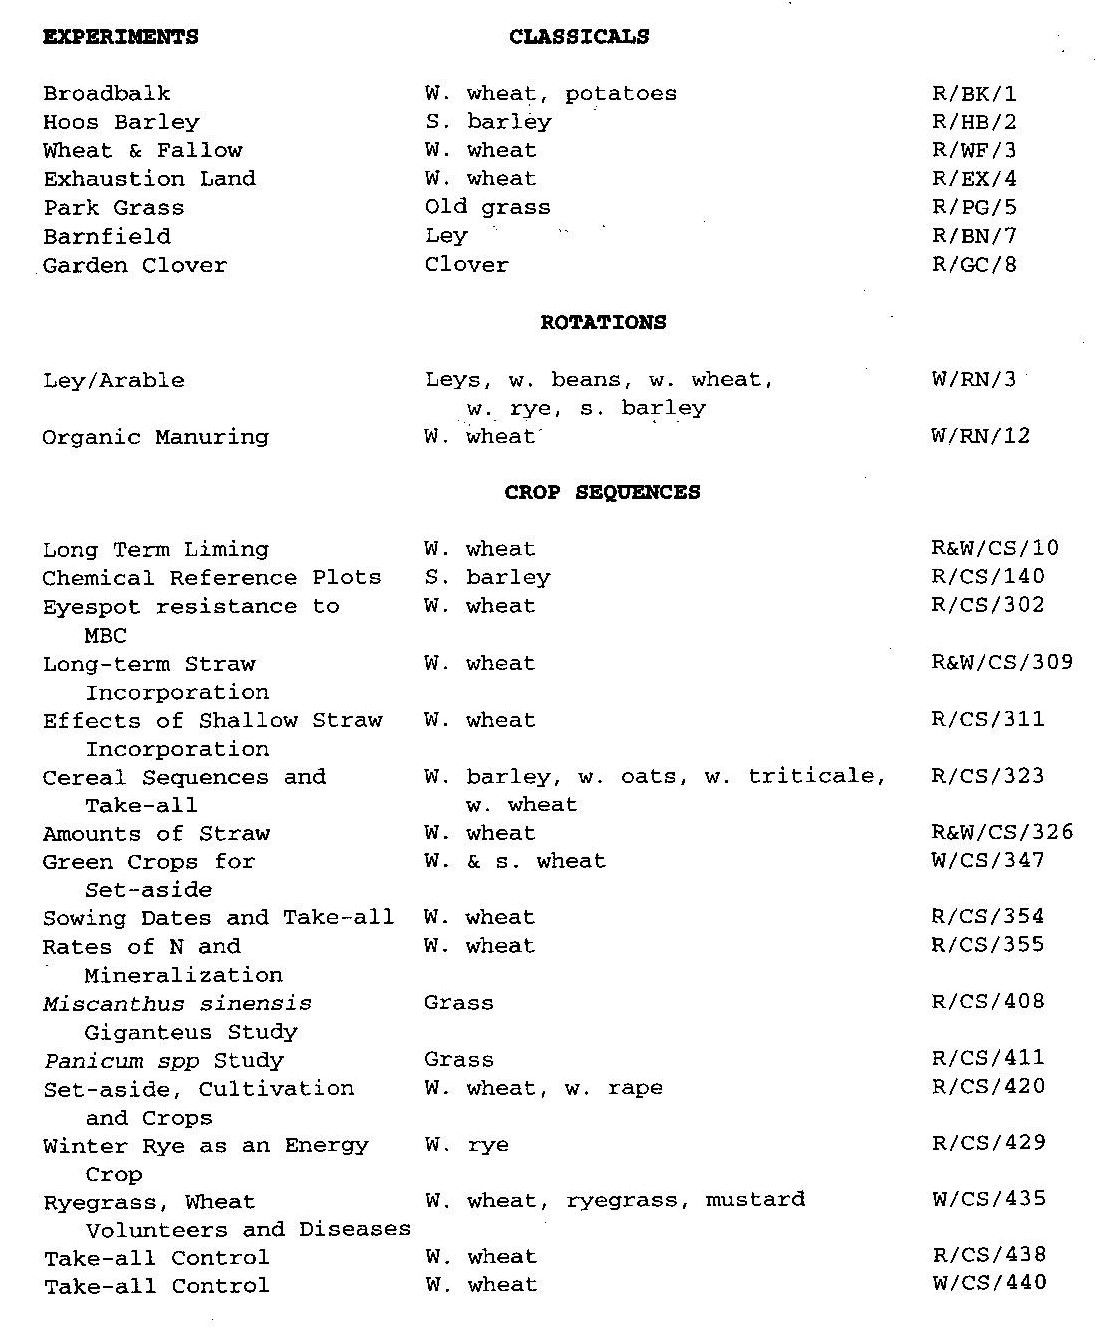 EXPERIMENTS CLASSICALS
Broadbalk W. wheat, potatoes R/BK/1
Hoos Barley S. barley R/HB/2
Wheat & Fallow W. wheat R/WF/3
Exhaustion Land W. wheat R/EX/4
Park Grass Old grass R/PG/5
Barnfield Ley R/BN/7
Garden Clover Clover R/GC/8
ROTATIONS
Ley/Arable Leys, w. beans, w. wheat, W/RN/3
w. rye, s. barley
Organic Manuring W. wheat W/RN/12
CROP SEQUENCES
Long Term Liming W. wheat R&W/CS/10
Chemical Reference Plots S. barley R/CS/140
Eyespot resistance to W. wheat R/CS/302
MBC
Long-term Straw W. wheat R&W/CS/309
Incorporation
Effects of Shallow Straw W. wheat R/CS/311
Incorporation
Cereal Sequences and W. barley, w. oats, w. triticale, R/CS/323
Take-all w. wheat
Amounts of Straw W. wheat R&W/CS/326
Green Crops for W. & s. wheat W/CS/347
Set-aside
Sowing Dates and Take-all W. wheat R/CS/354
Rates of N and W. wheat R/CS/355
Mineralization
Miscanthus sinensis Grass R/CS/408
Giganteus Study
Panicum spp Study Grass R/CS/411
Set-aside, Cultivation W. wheat, w. rape R/CS/420
and Crops
Winter Rye as an Energy W. rye R/CS/429
Crop
Ryegrass, Wheat W. wheat, ryegrass, mustard W/CS/435
Volunteers and Diseases
Take-all Control W. wheat R/CS/438
Take-all Control W. wheat W/CS/440